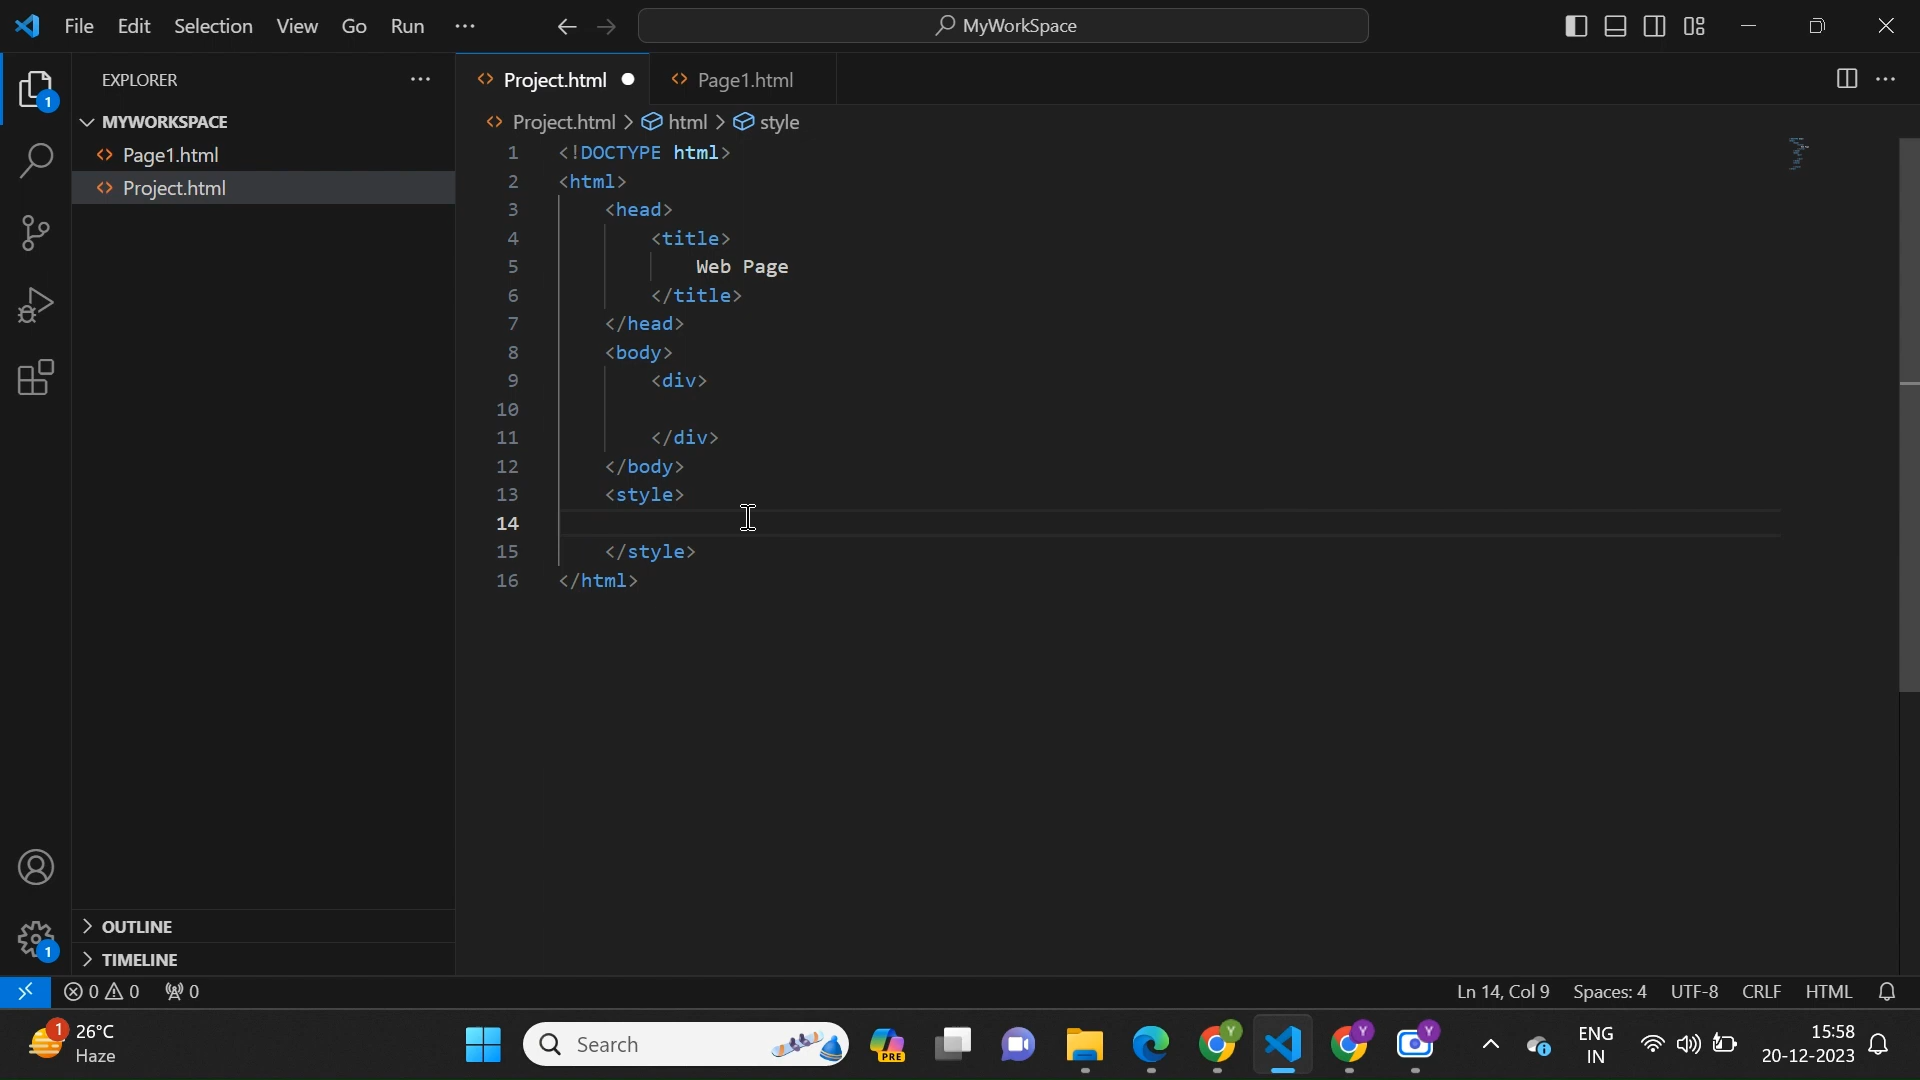 File Edit Selection View Go Run ··· MyWorkSpace
EXPLORER ···
1
MYWORKSPACE
Page1.html
Project.html
Project.html Page1.html ···
Project.html > html > style
1 <!DOCTYPE html>
2 <html>
3 <head>
4 <title>
5 Web Page
6 </title>
7 </head>
8 <body>
9 <div>
10
11 </div>
12 </body>
13 <style>
14
15 </style>
16 </html>
OUTLINE
1
TIMELINE
0 0 0 Ln 14, Col 9 Spaces: 4 UTF-8 CRLF HTML
1 26°C
Haze
Search
PRE
Y
Y
Y
ENG
IN
15:58
20-12-2023